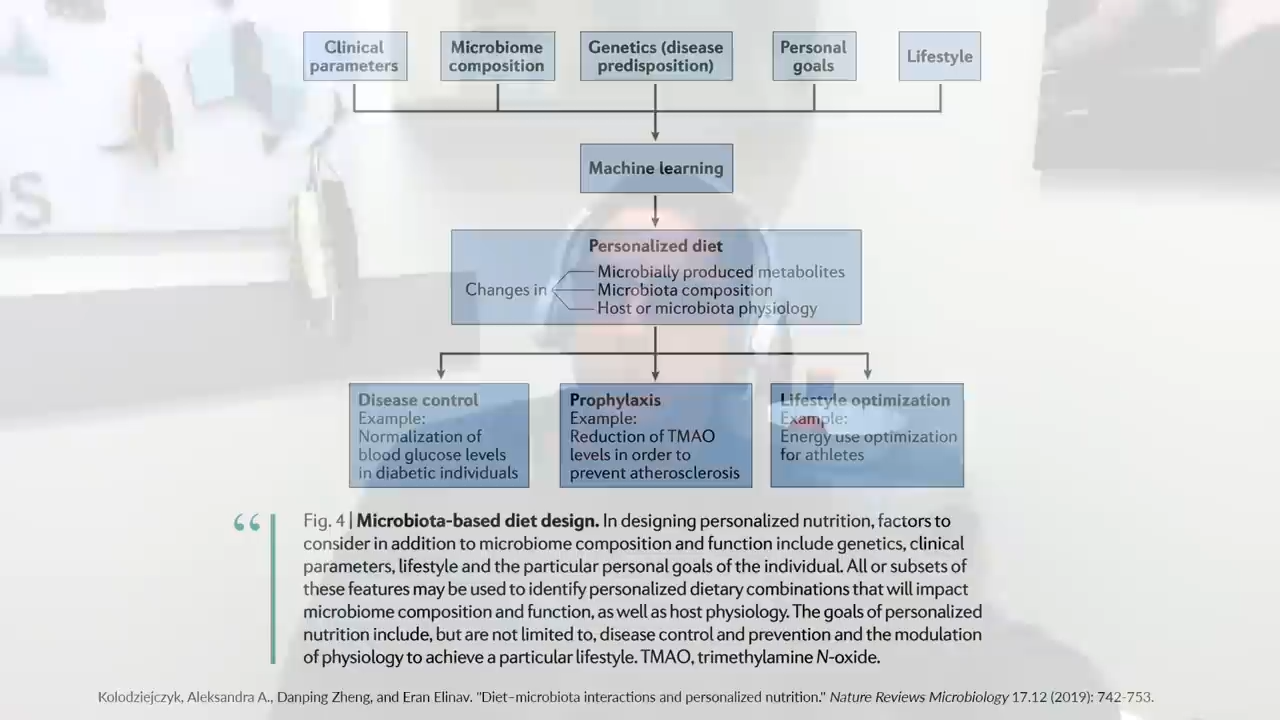 Clinical
parameters
Microbiome
composition
Genetics (disease
predisposition)
Personal
goals
Lifestyle
Machine learning
Personalized diet
Changes in
Microbially produced metabolites
Microbiota composition
Host or microbiota physiology
Disease control
Example:
Normalization of
blood glucose levels
in diabetic individuals
Prophylaxis
Example:
Reduction of TMAO
levels in order to
prevent atherosclerosis
Lifestyle optimization
Example:
Energy use optimization
for athletes
“
Fig. 4 | Microbiota-based diet design. In designing personalized nutrition, factors to
consider in addition to microbiome composition and function include genetics, clinical
parameters, lifestyle and the particular personal goals of the individual. All or subsets of
these features may be used to identify personalized dietary combinations that will impact
microbiome composition and function, as well as host physiology. The goals of personalized
nutrition include, but are not limited to, disease control and prevention and the modulation
of physiology to achieve a particular lifestyle. TMAO, trimethylamine N-oxide.
Kolodziejczyk, Aleksandra A., Danping Zheng, and Eran Elinav. "Diet–microbiota interactions and personalized nutrition." Nature Reviews Microbiology 17.12 (2019): 742-753.